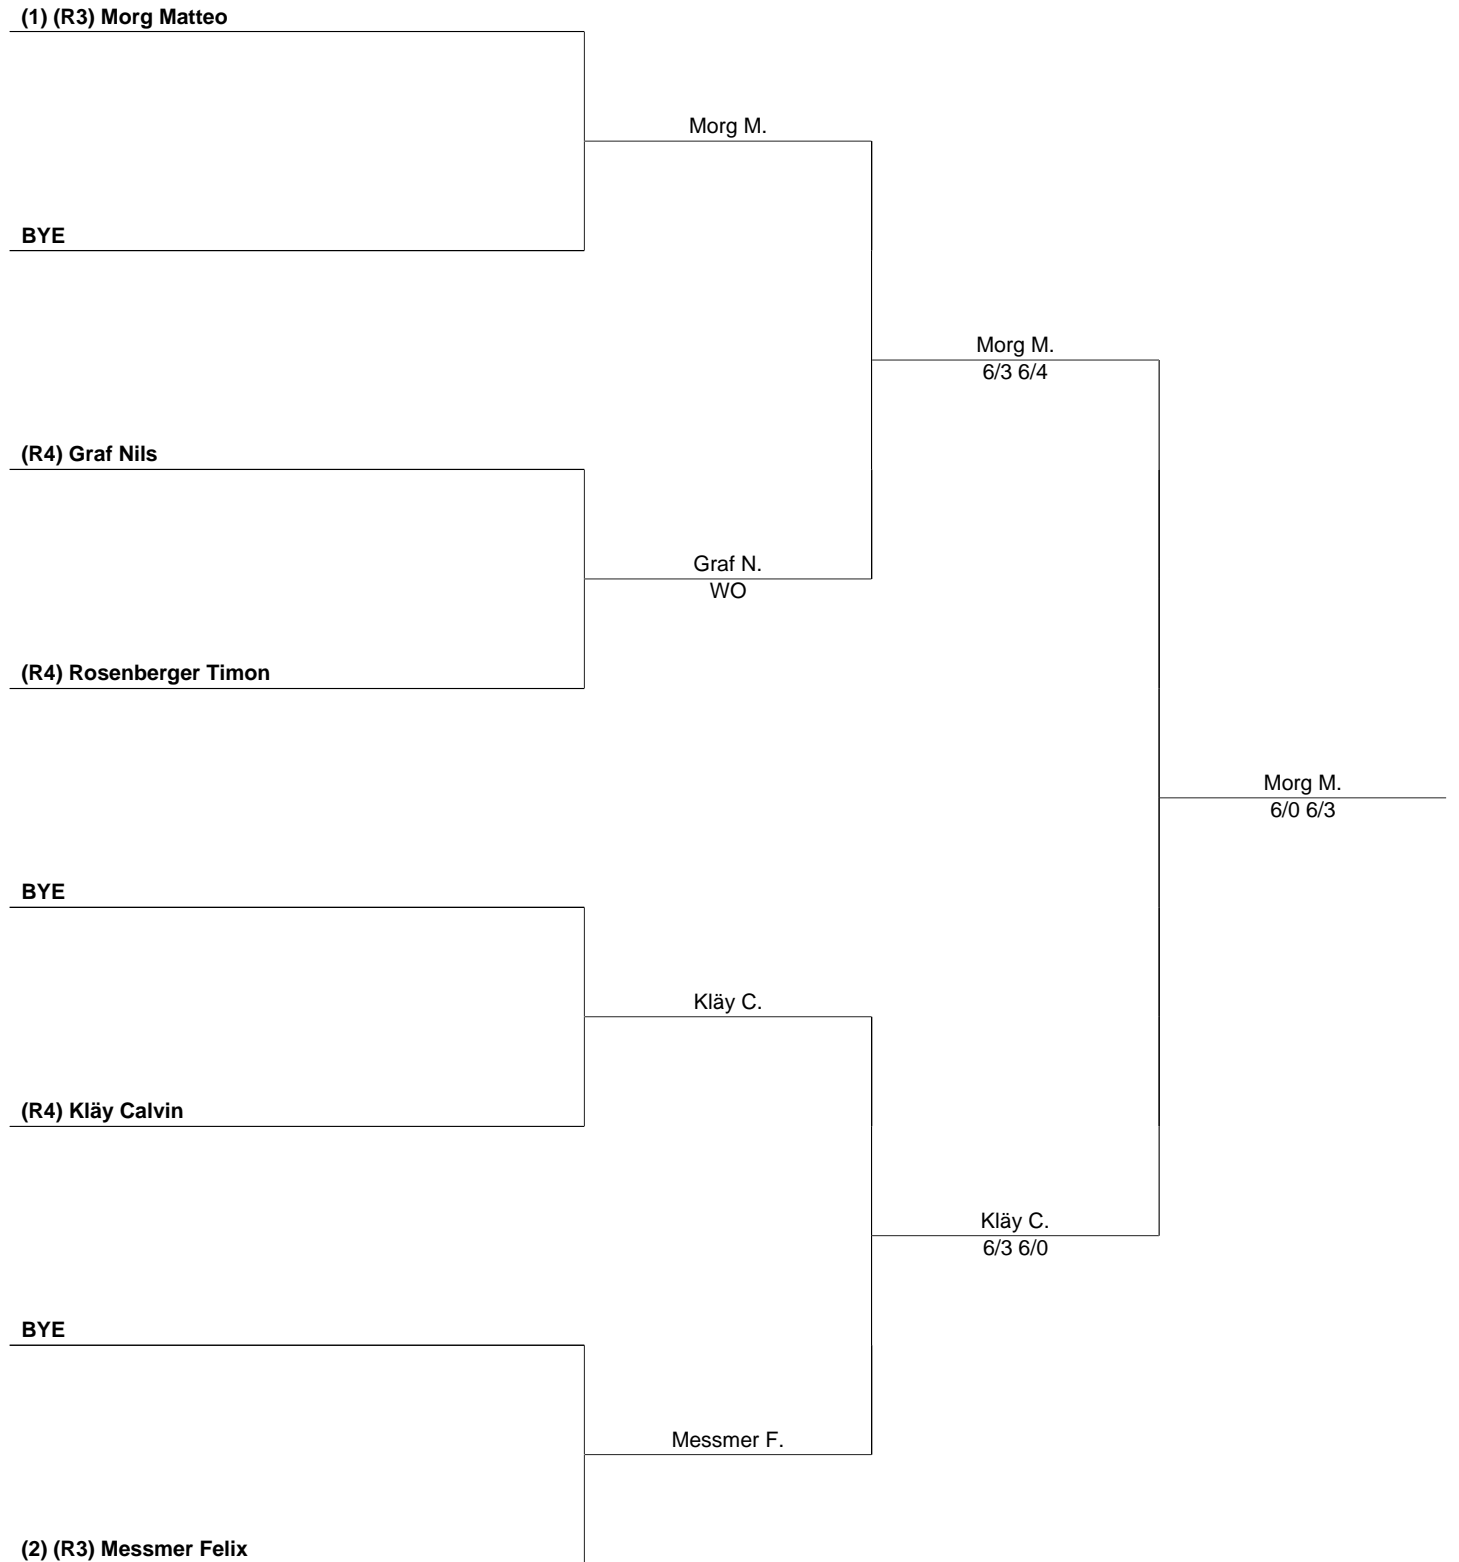 (1) (R3) Morg Matteo
Morg M.
BYE
Morg M.
6/3 6/4
(R4) Graf Nils
Graf N.
WO
(R4) Rosenberger Timon
Morg M.
6/0 6/3
BYE
Kläy C.
(R4) Kläy Calvin
Kläy C.
6/3 6/0
BYE
Messmer F.
(2) (R3) Messmer Felix